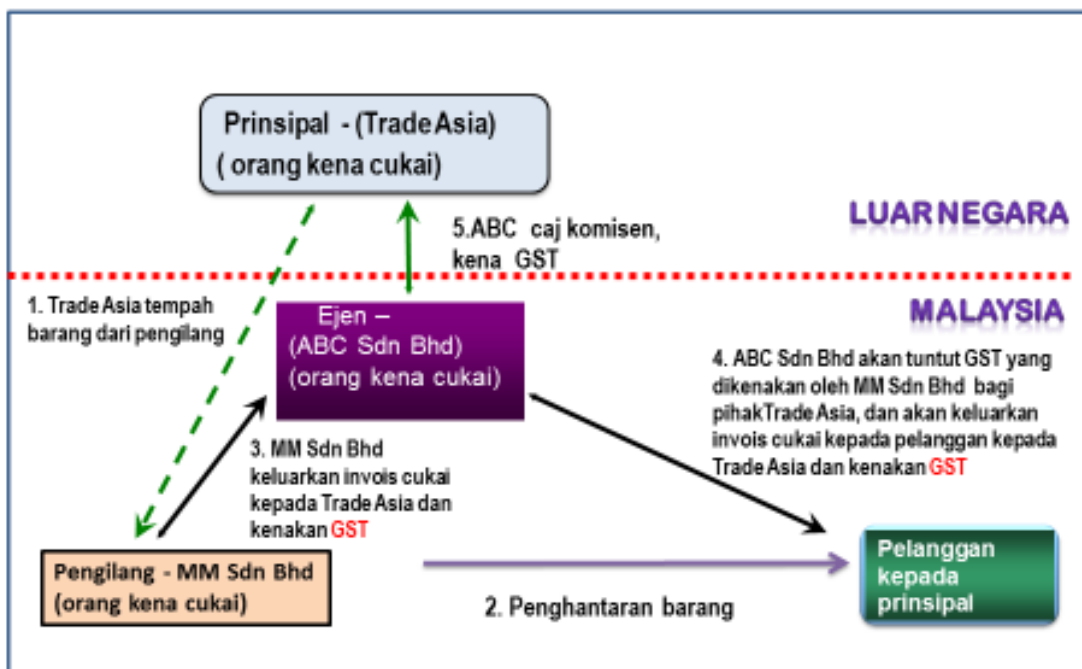 Prinsipal - (Trade Asia)
( orang kena cukai)
LUAR NEGARA
5.ABC caj komisen,
kena GST
1. Trade Asia tempah
barang dari pengilang
Ejen –
(ABC Sdn Bhd)
(orang kena cukai)
MALAYSIA
4. ABC Sdn Bhd akan tuntut GST yang
dikenakan oleh MM Sdn Bhd bagi
pihakTrade Asia, dan akan keluarkan
invois cukai kepada pelanggan kepada
Trade Asia dan kenakan GST
3. MM Sdn Bhd
keluarkan invois cukai
kepada Trade Asia dan
kenakan GST
Pengilang - MM Sdn Bhd
(orang kena cukai)
2. Penghantaran barang
Pelanggan
kepada
prinsipal